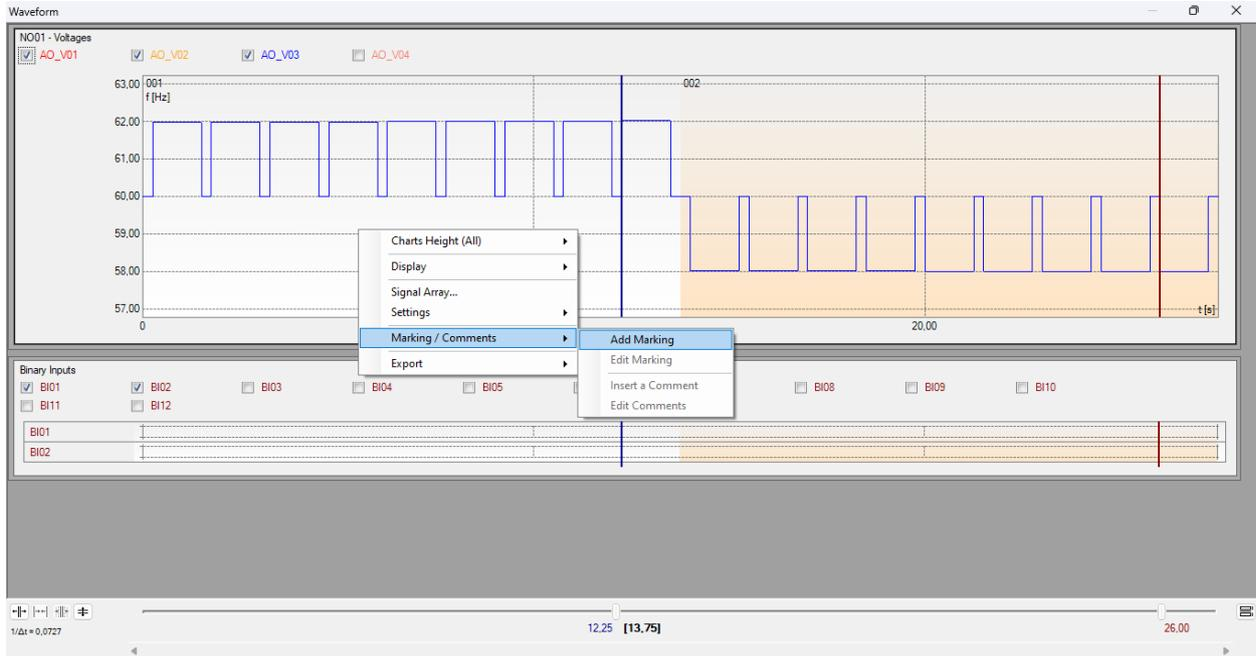 Waveform
NO01 - Voltages
AO_V01 AO_V02 AO_V03 AO_V04
63,00 001 002
f [Hz]
62,00
61,00
60,00
59,00
58,00
57,00 t [s]
0 20,00
Charts Height (All)
Display
Signal Array...
Settings
Marking / Comments
Export
Add Marking
Edit Marking
Insert a Comment
Edit Comments
Binary Inputs
BI01 BI02 BI03 BI04 BI05 BI08 BI09 BI10
BI11 BI12
BI01
BI02
1/Δt = 0,0727 12,25 [13,75] 26,00